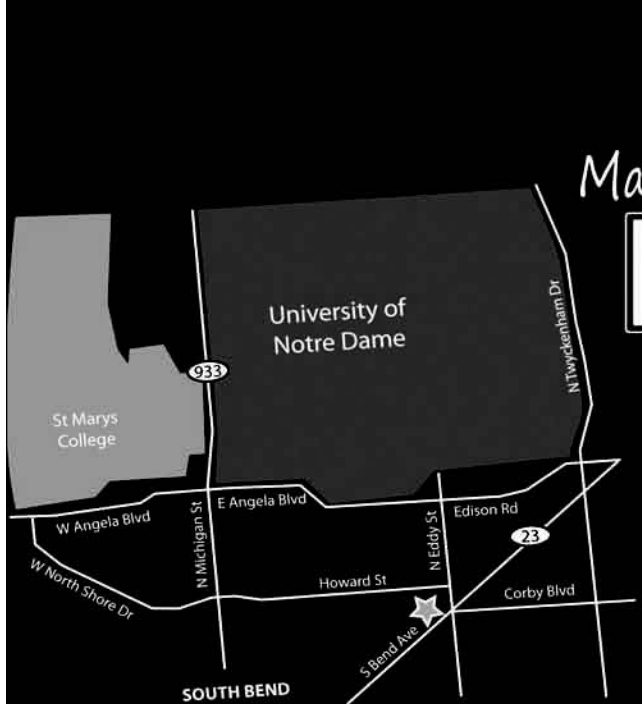 Ma
University of
Notre Dame
N Twyckenham Dr
933
St Marys
College
W Angela Blvd
E Angela Blvd
N Michigan St
N Eddy St
Edison Rd
23
W North Shore Dr
Howard St
Corby Blvd
S Bend Ave
SOUTH BEND